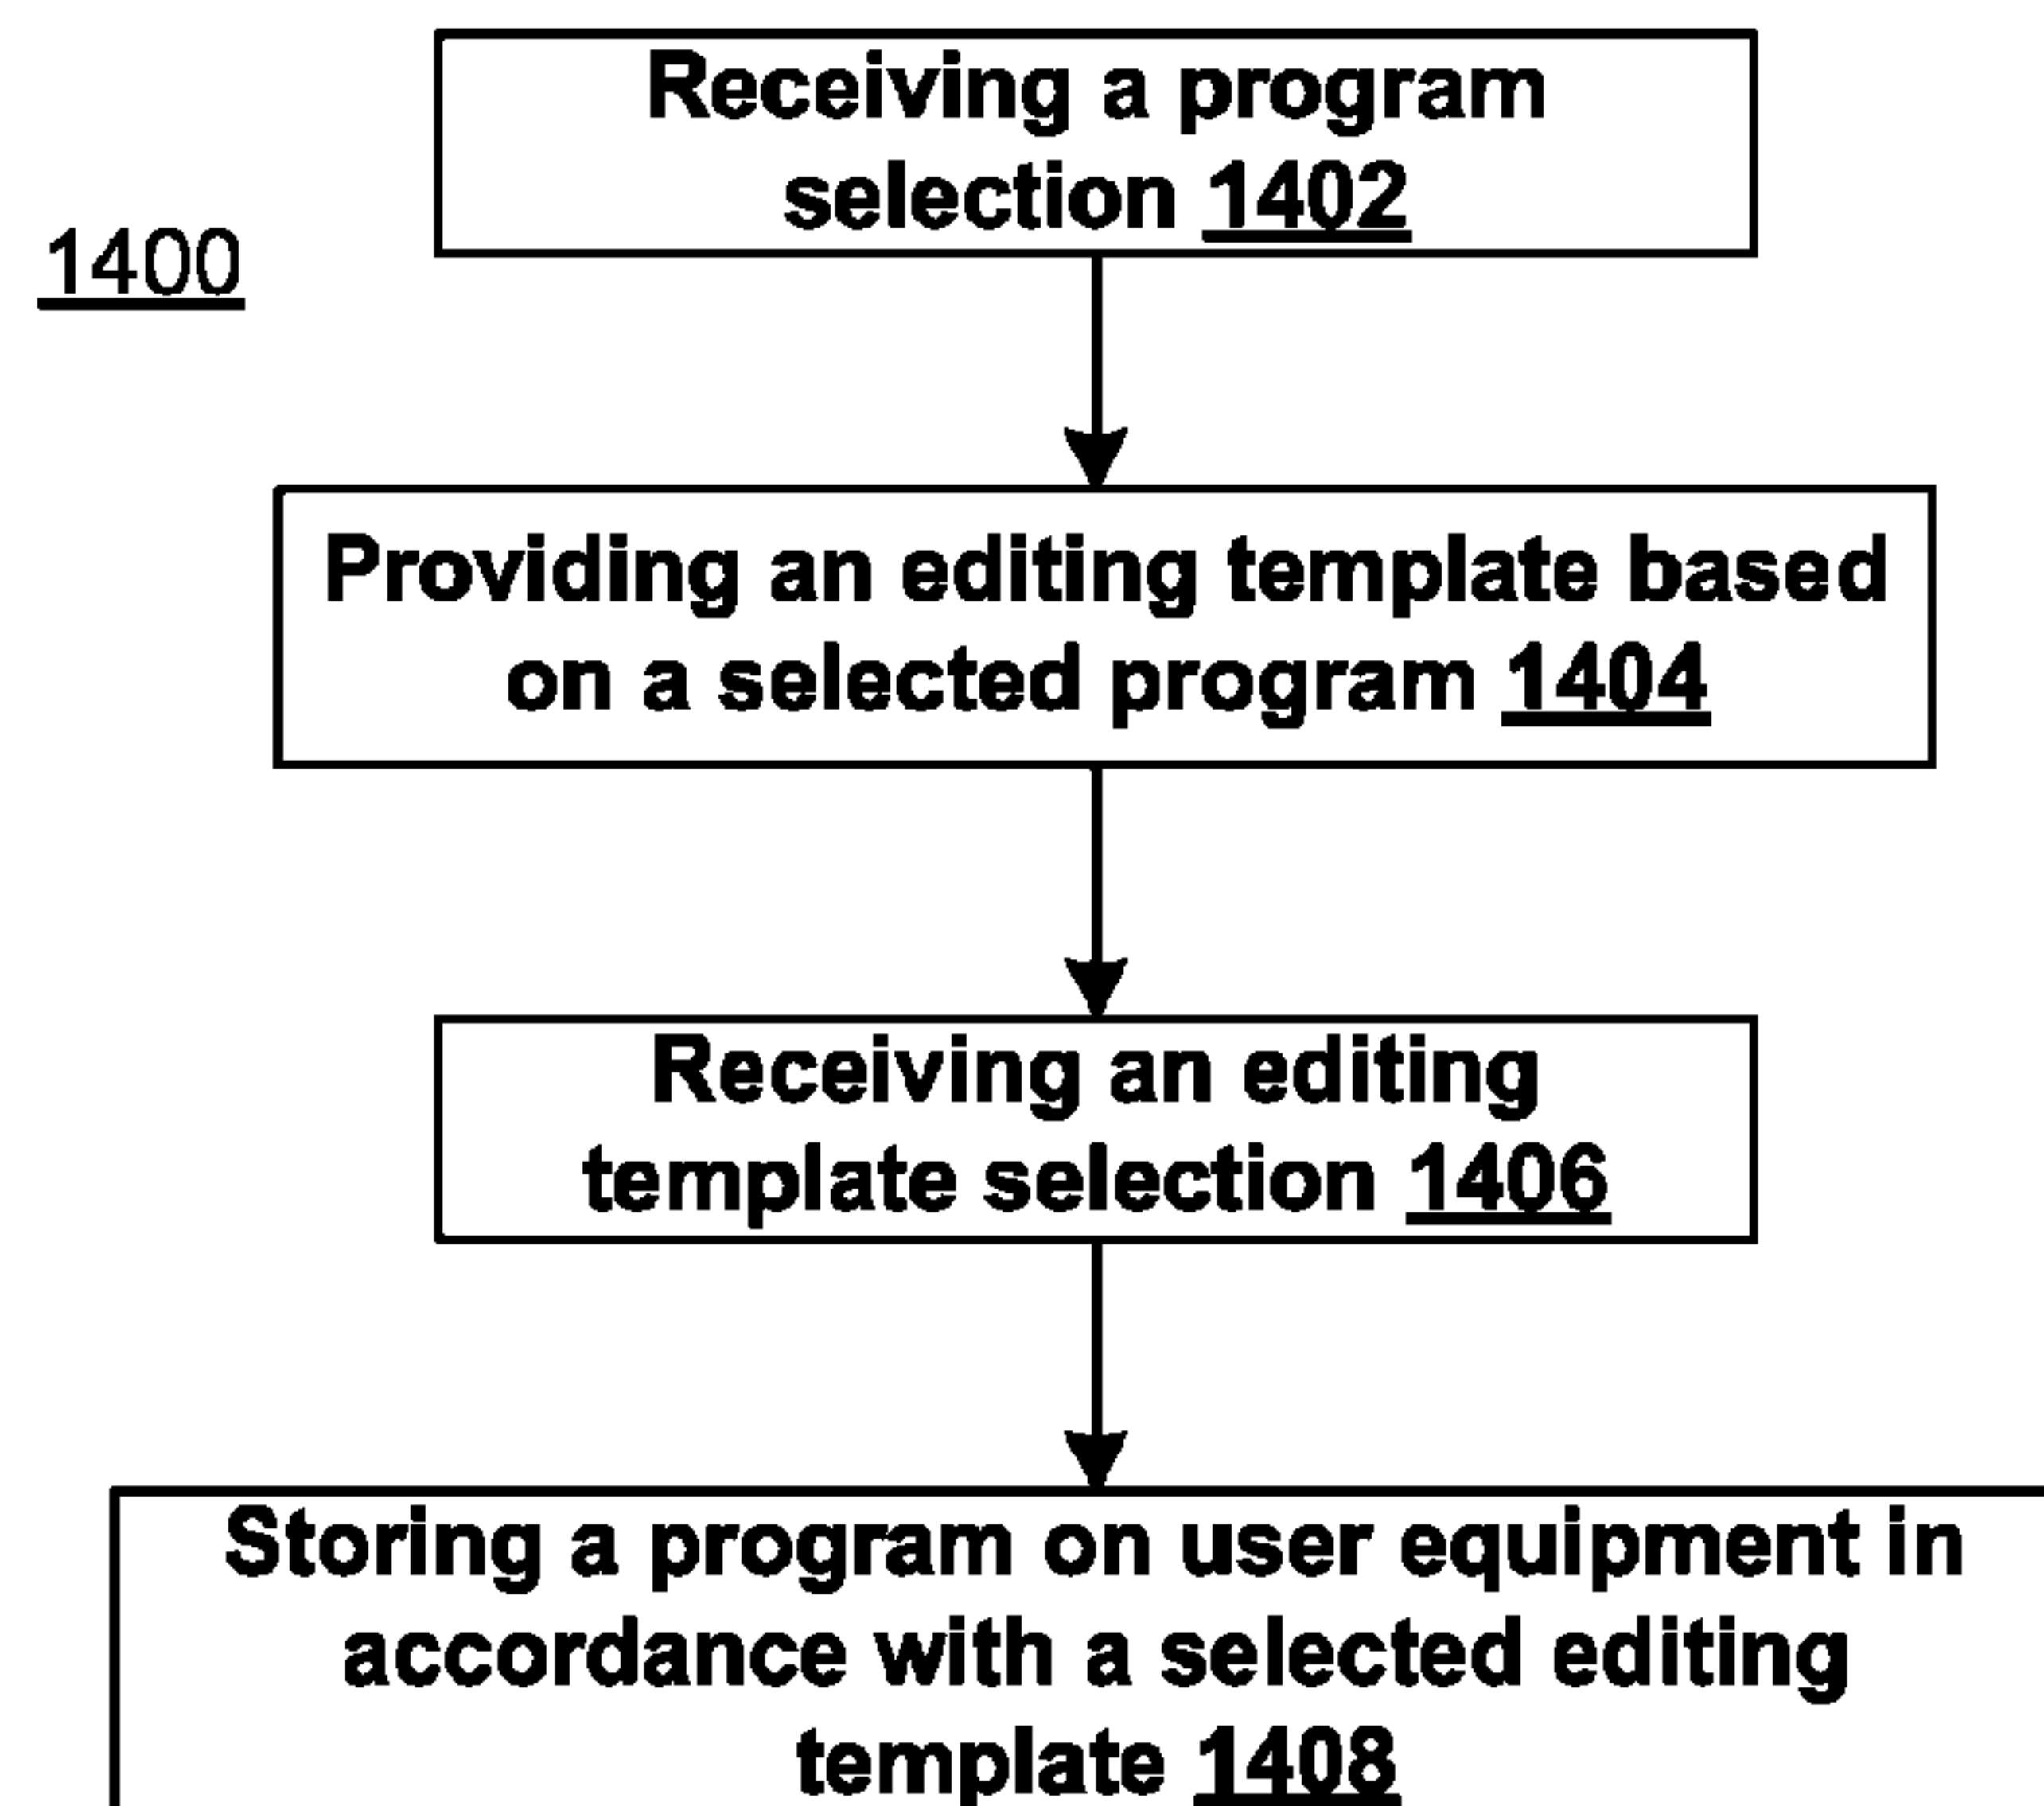 Receiving a program
selection 1402
1400
Providing an editing template based
on a selected program 1404
Receiving an editing
template selection 1406
Storing a program on user equipment in
accordance with a selected editing
template 1408